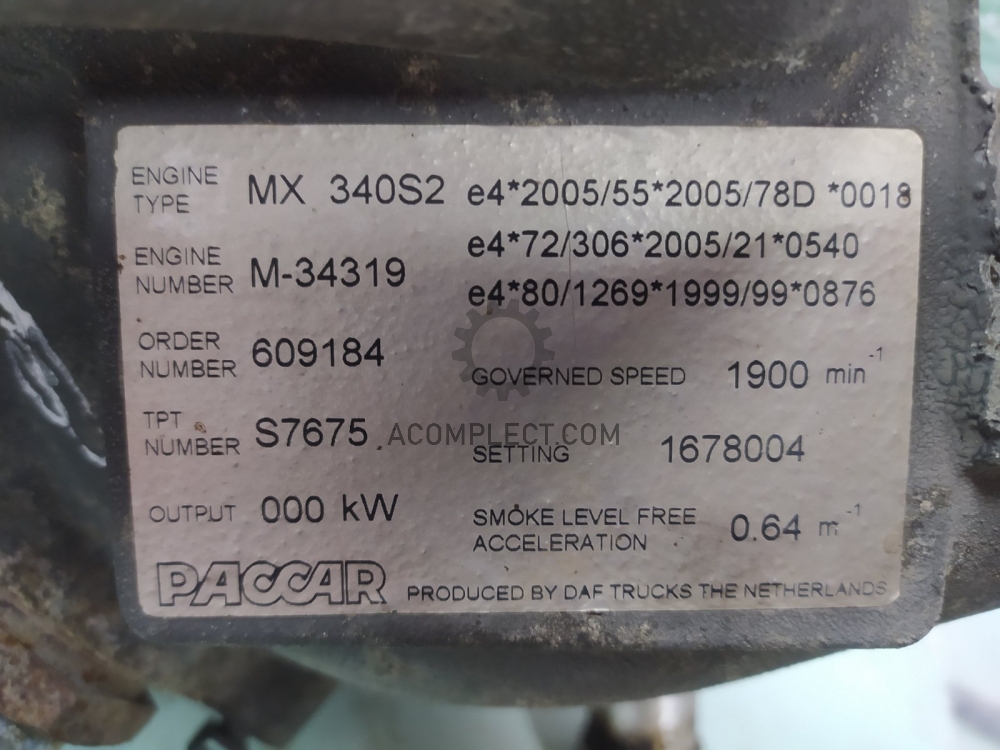 ENGINE TYPE MX 340S2 e4*2005/55*2005/78D *0018
e4*72/306*2005/21*0540
ENGINE NUMBER M-34319
e4*80/1269*1999/99*0876
ORDER NUMBER 609184
GOVERNED SPEED 1900 min-1
TPT NUMBER S7675
ACOMPLECT.COM
SETTING 1678004
OUTPUT 000 kW
SMOKE LEVEL FREE ACCELERATION 0.64 m-1
PACCAR PRODUCED BY DAF TRUCKS THE NETHERLANDS